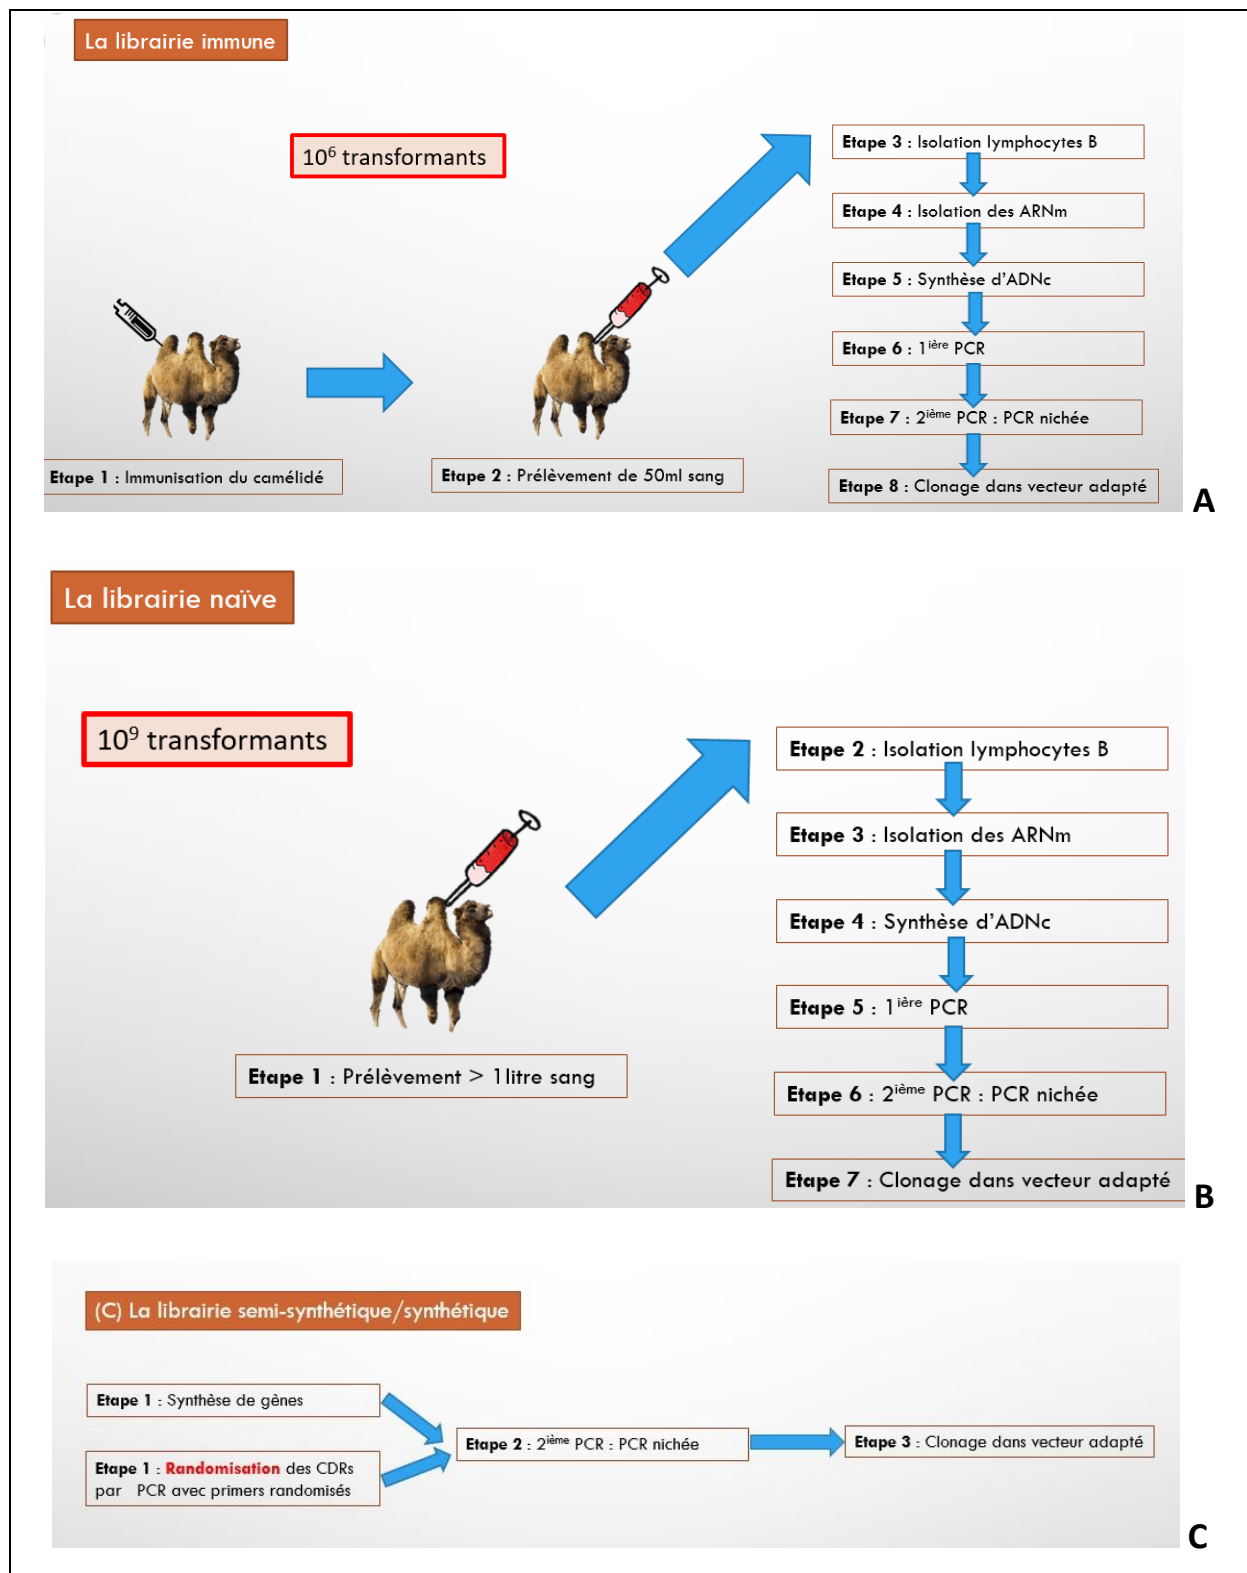 La librairie immune
10⁶ transformants
Etape 1 : Immunisation du camélidé
Etape 2 : Prélèvement de 50ml sang
Etape 3 : Isolation lymphocytes B
Etape 4 : Isolation des ARNm
Etape 5 : Synthèse d'ADNc
Etape 6 : 1ière PCR
Etape 7 : 2ième PCR : PCR nichée
Etape 8 : Clonage dans vecteur adapté
A
La librairie naïve
10⁹ transformants
Etape 1 : Prélèvement > 1litre sang
Etape 2 : Isolation lymphocytes B
Etape 3 : Isolation des ARNm
Etape 4 : Synthèse d'ADNc
Etape 5 : 1ière PCR
Etape 6 : 2ième PCR : PCR nichée
Etape 7 : Clonage dans vecteur adapté
B
(C) La librairie semi-synthétique/synthétique
Etape 1 : Synthèse de gènes
Etape 1 : Randomisation des CDRs
par PCR avec primers randomisés
Etape 2 : 2ième PCR : PCR nichée
Etape 3 : Clonage dans vecteur adapté
C